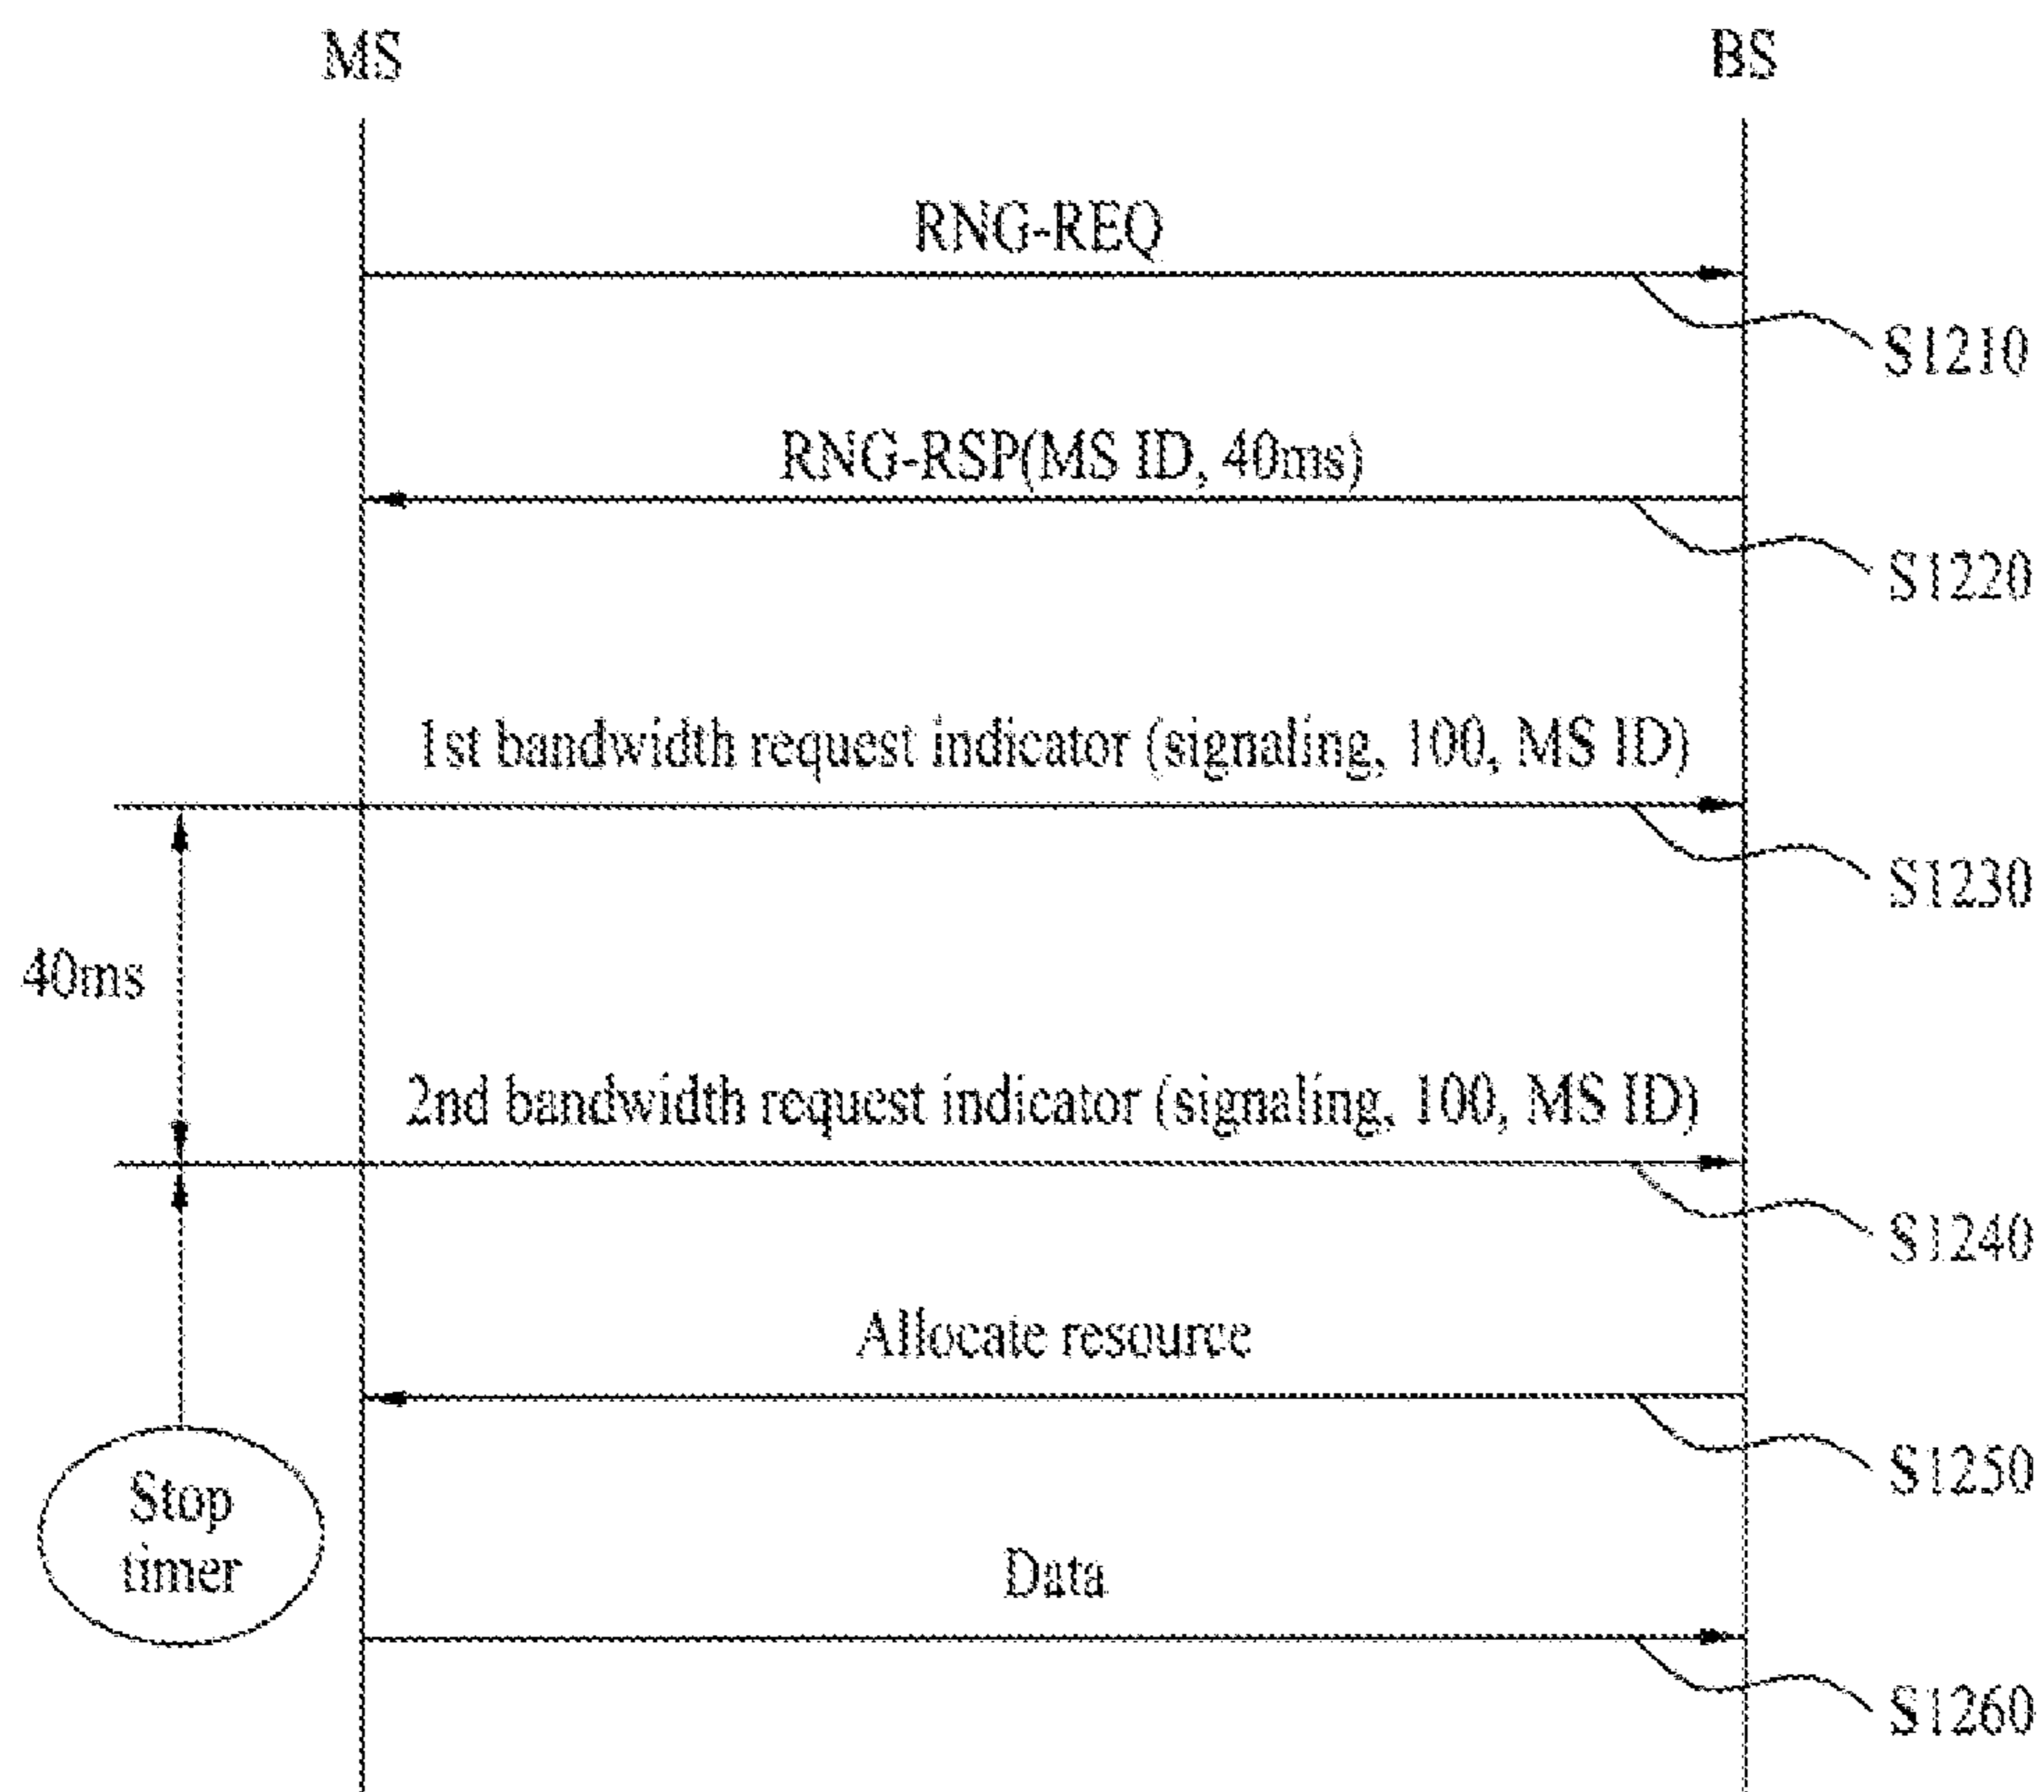 MS
BS
RNG-REQ
S1210
RNG-RSP(MS ID, 40ms)
S1220
1st bandwidth request indicator (signaling, 100, MS ID)
S1230
40ms
2nd bandwidth request indicator (signaling, 100, MS ID)
S1240
Allocate resource
S1250
Stop
timer
Data
S1260